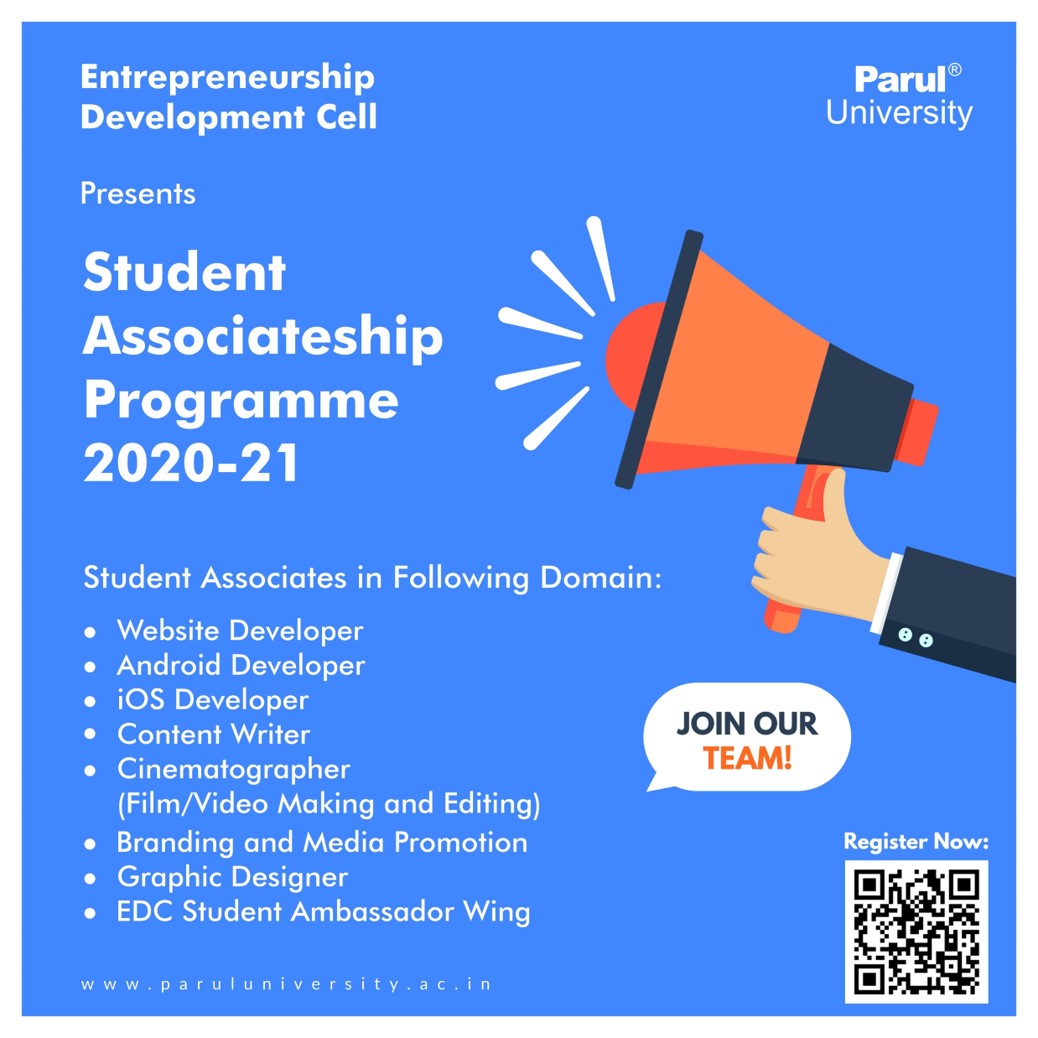 Entrepreneurship
Development Cell
Parul®
University
Presents
Student
Associateship
Programme
2020-21
Student Associates in Following Domain:
• Website Developer
• Android Developer
• iOS Developer
• Content Writer
• Cinematographer
(Film/Video Making and Editing)
• Branding and Media Promotion
• Graphic Designer
• EDC Student Ambassador Wing
JOIN OUR
TEAM!
Register Now:
www.paruluniversity.ac.in